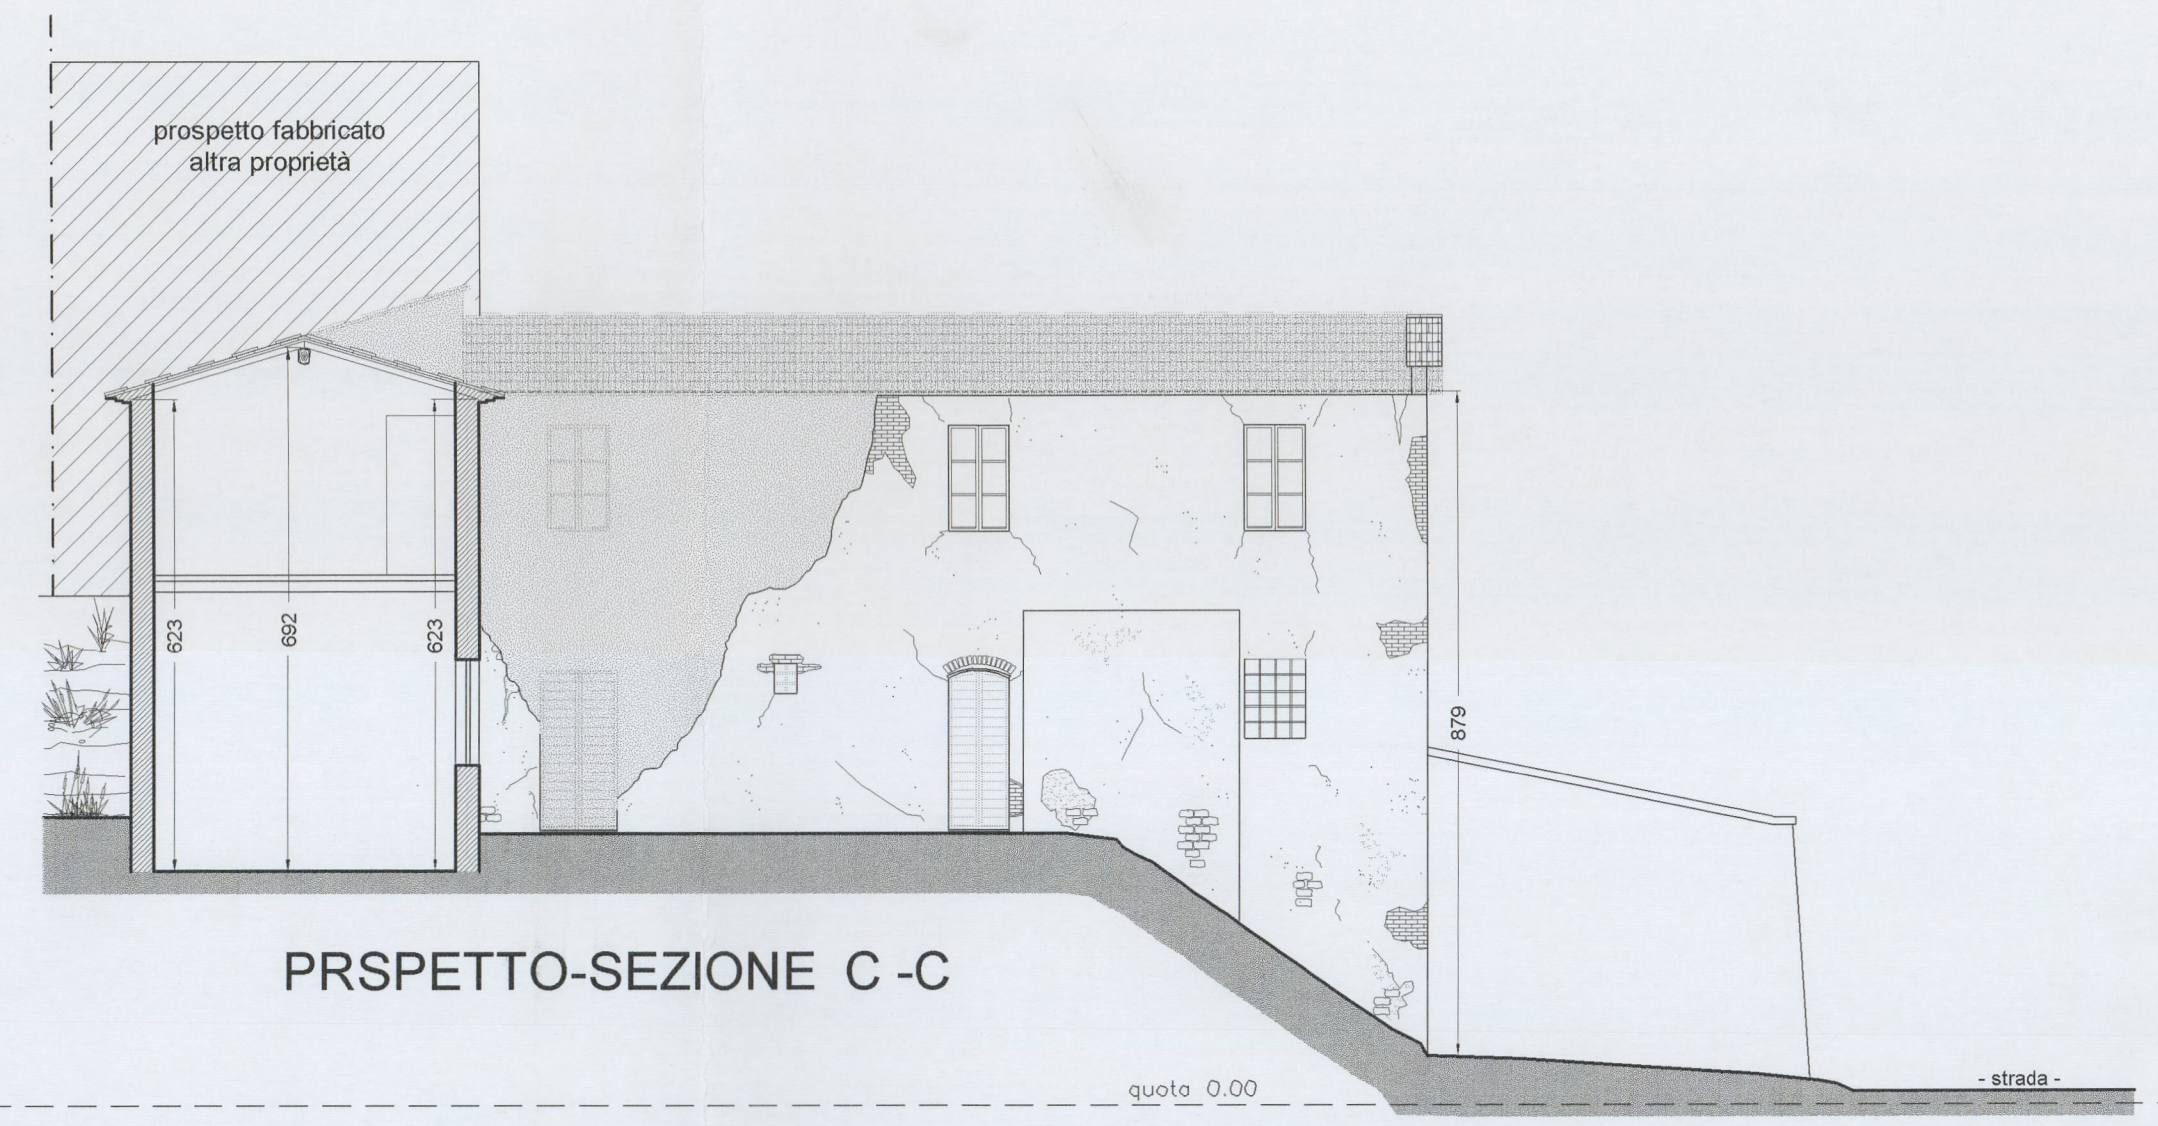 prospetto fabbricato
altra proprietà
623
692
623
879
PRSPETTO-SEZIONE C -C
quota 0.00
- strada -